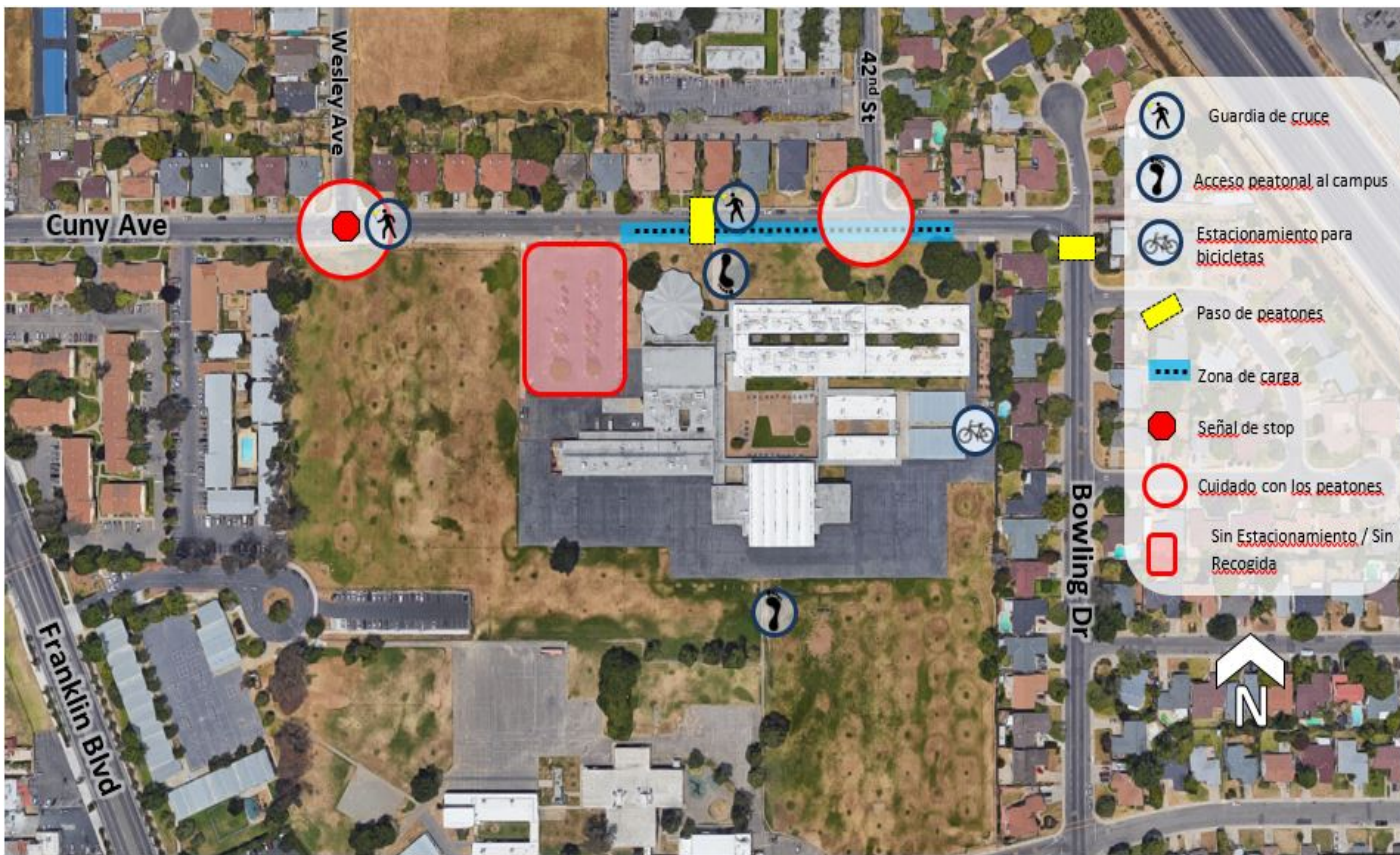 Wesley Ave
42nd St
Cuny Ave
Bowling Dr
Franklin Blvd
Guardia de cruce
Acceso peatonal al campus
Estacionamiento para
bicicletas
Paso de peatones
Zona de carga
Señal de stop
Cuidado con los peatones
Sin Estacionamiento / Sin
Recogida
N